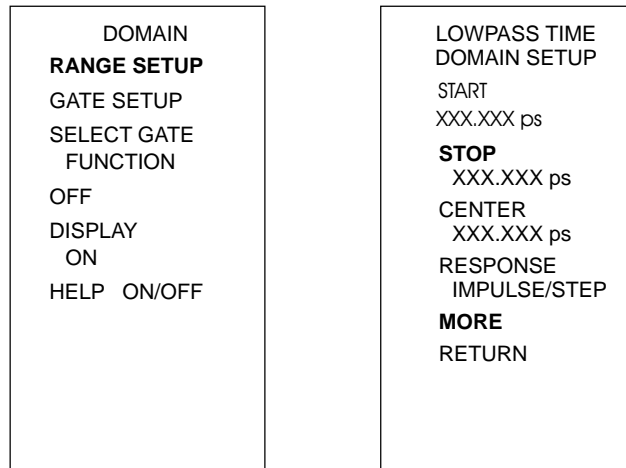 DOMAIN
RANGE SETUP
GATE SETUP
SELECT GATE
FUNCTION
OFF
DISPLAY
ON
HELP ON/OFF
LOWPASS TIME
DOMAIN SETUP
START
XXX.XXX ps
STOP
XXX.XXX ps
CENTER
XXX.XXX ps
RESPONSE
IMPULSE/STEP
MORE
RETURN